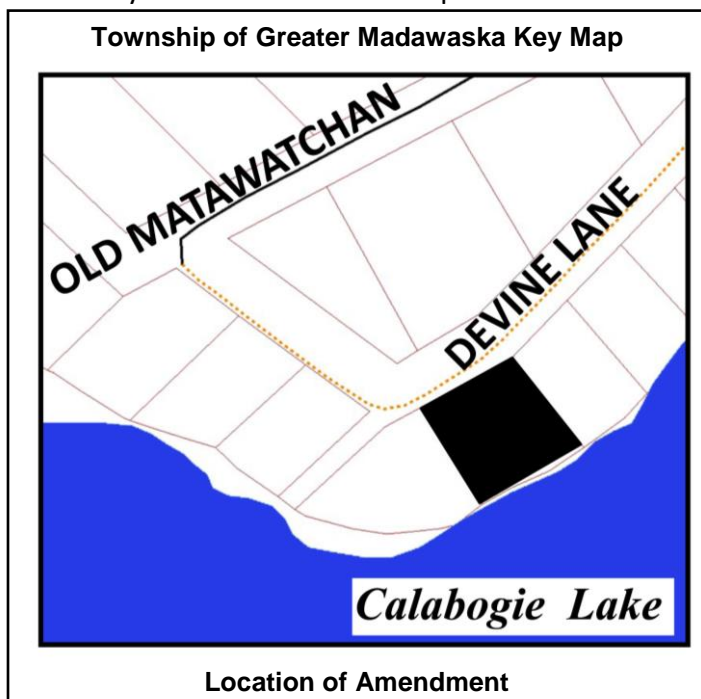 Township of Greater Madawaska Key Map
OLD MATAWATCHAN
DEVINE LANE
Calabogie Lake
Location of Amendment